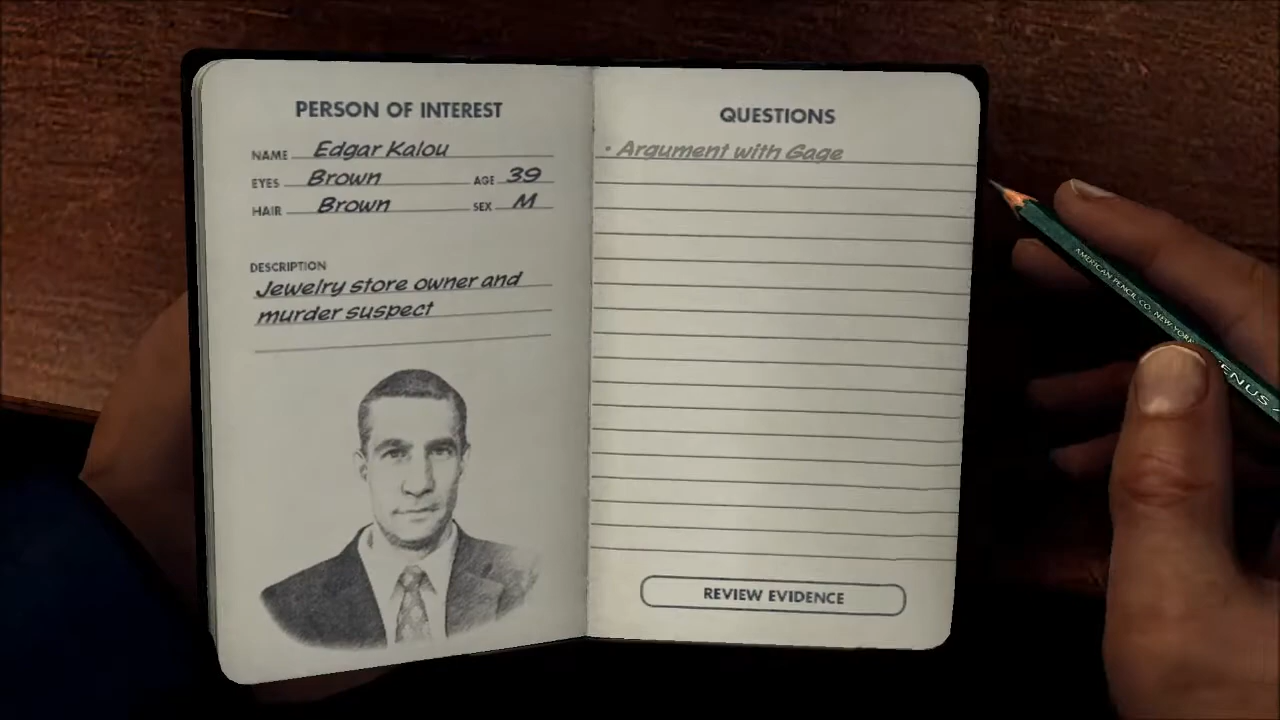 PERSON OF INTEREST
NAME Edgar Kalou
EYES Brown AGE 39
HAIR Brown SEX M
DESCRIPTION
Jewelry store owner and
murder suspect
QUESTIONS
• Argument with Gage
REVIEW EVIDENCE
AMERICAN PENCIL CO. NEW YORK
ENUS